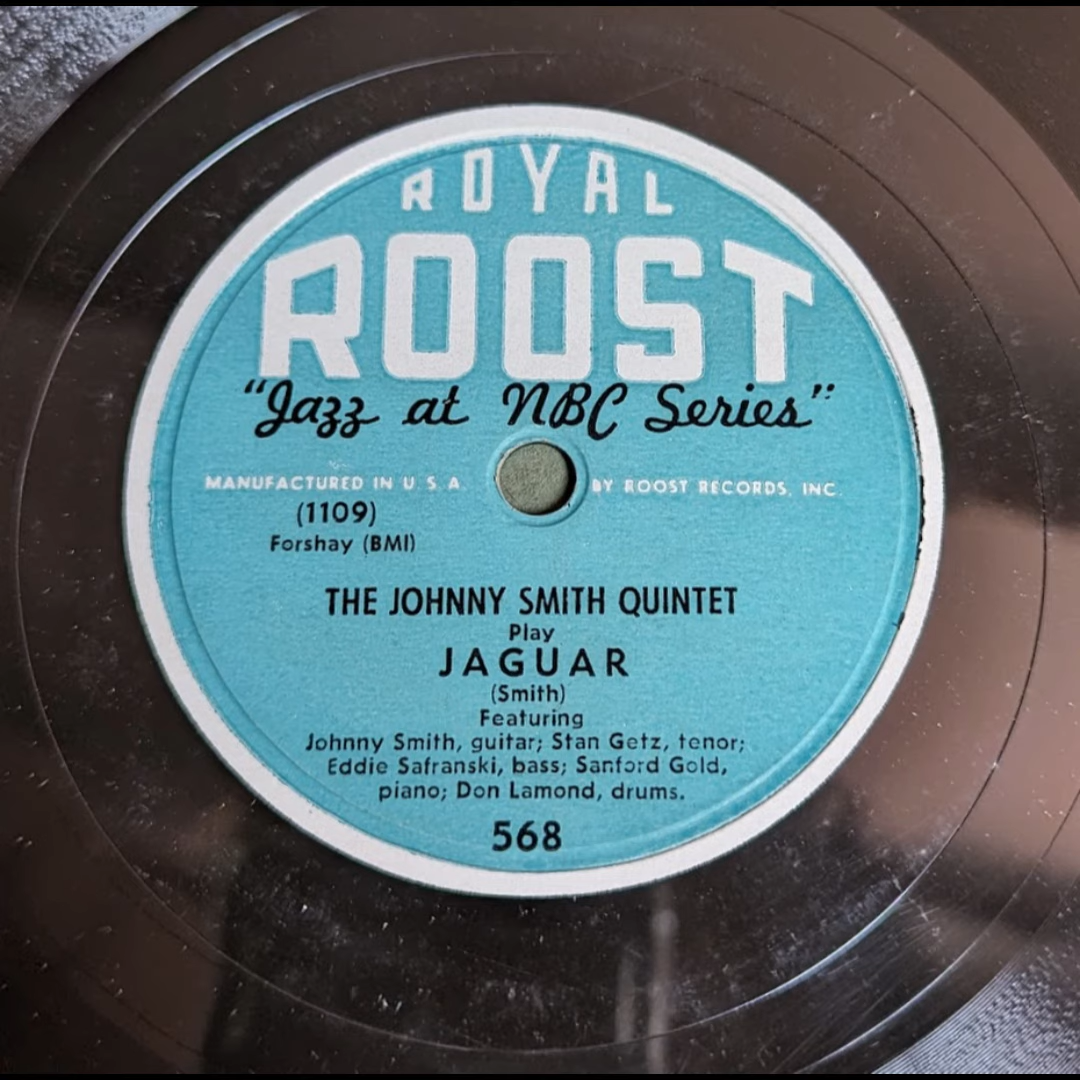 ROYAL
ROOST
"Jazz at NBC Series"
MANUFACTURED IN U. S. A. BY ROOST RECORDS, INC.
(1109)
Forshay (BMI)
THE JOHNNY SMITH QUINTET
Play
JAGUAR
(Smith)
Featuring
Johnny Smith, guitar; Stan Getz, tenor;
Eddie Safranski, bass; Sanford Gold,
piano; Don Lamond, drums.
568